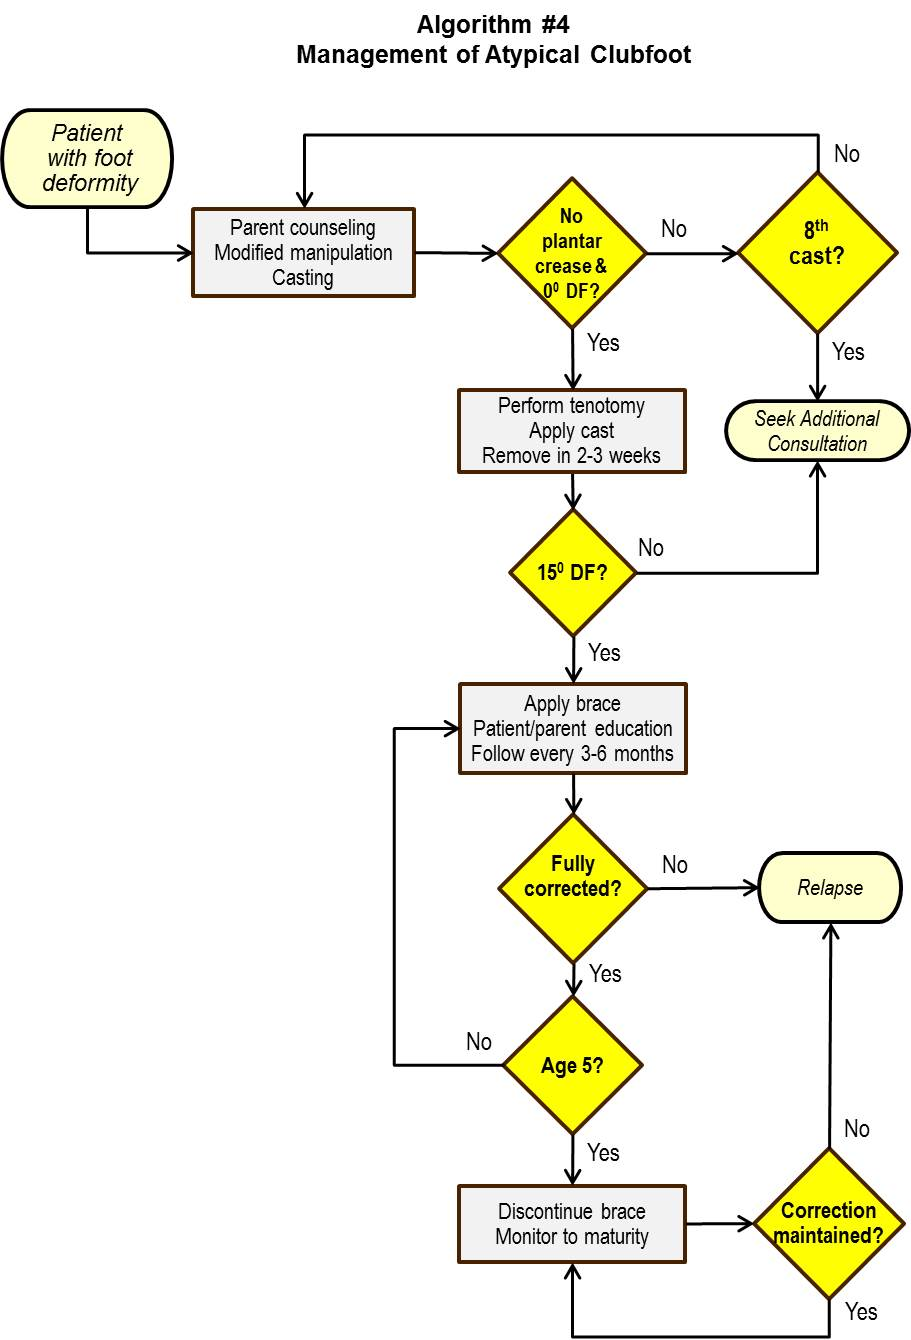 Algorithm #4
Management of Atypical Clubfoot
Patient
with foot
deformity
Parent counseling
Modified manipulation
Casting
No
plantar
crease &
0⁰ DF?
No
8th
cast?
No
Yes
Yes
Perform tenotomy
Apply cast
Remove in 2-3 weeks
Seek Additional
Consultation
15⁰ DF?
No
Yes
Apply brace
Patient/parent education
Follow every 3-6 months
Fully
corrected?
No
Relapse
Yes
Age 5?
No
Yes
Discontinue brace
Monitor to maturity
Correction
maintained?
No
Yes